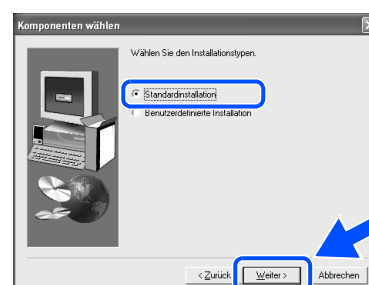 Komponenten wählen
Wählen Sie den Installationstypen.
Standardinstallation
Benutzerdefinierte Installation
< Zurück
Weiter >
Abbrechen